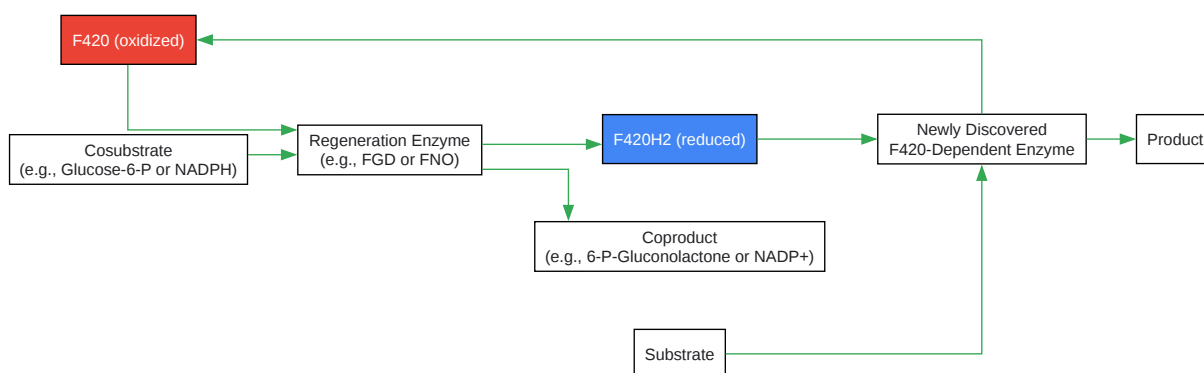 F420 (oxidized)
Cosubstrate
(e.g., Glucose-6-P or NADPH)
Regeneration Enzyme
(e.g., FGD or FNO)
F420H2 (reduced)
Newly Discovered
F420-Dependent Enzyme
Product
Coproduct
(e.g., 6-P-Gluconolactone or NADP+)
Substrate